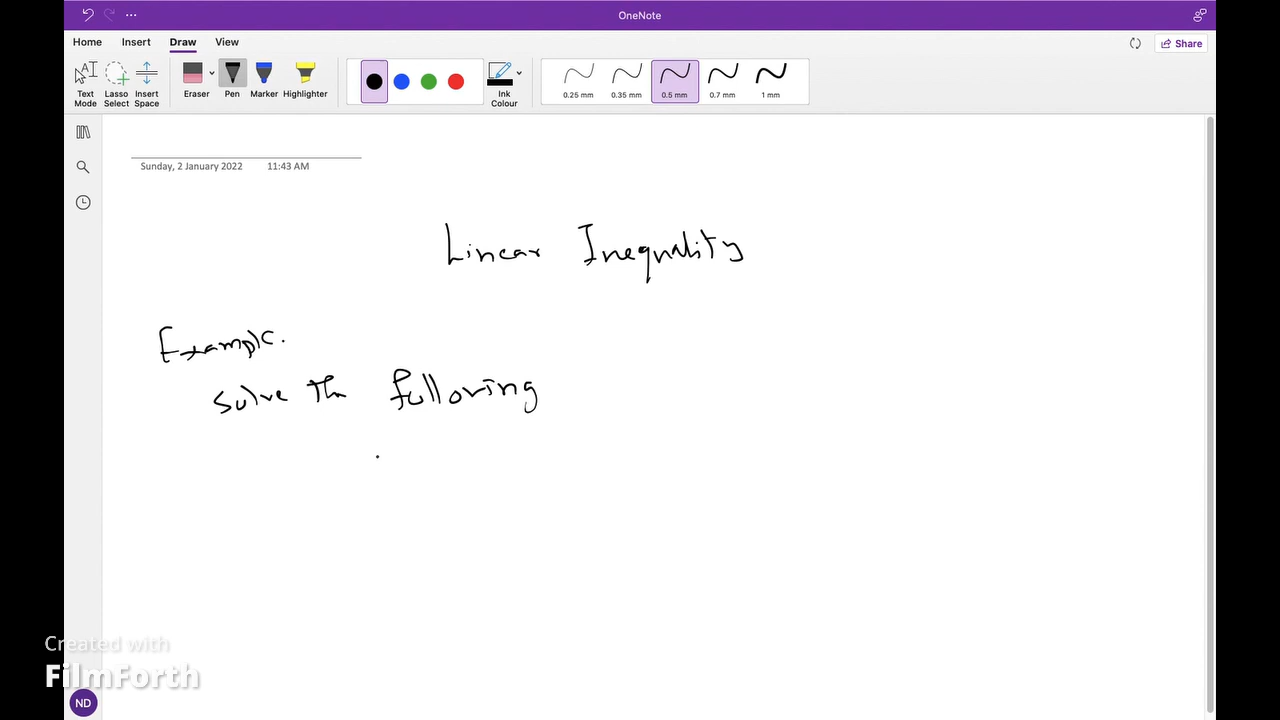 OneNote
Home Insert Draw View
Share
Text Mode Lasso Select Insert Space Eraser Pen Marker Highlighter Ink Colour 0.25 mm 0.35 mm 0.5 mm 0.7 mm 1 mm
Sunday, 2 January 2022 11:43 AM
Linear Inequality
Example.
solve the following
Created with
FilmForth
ND